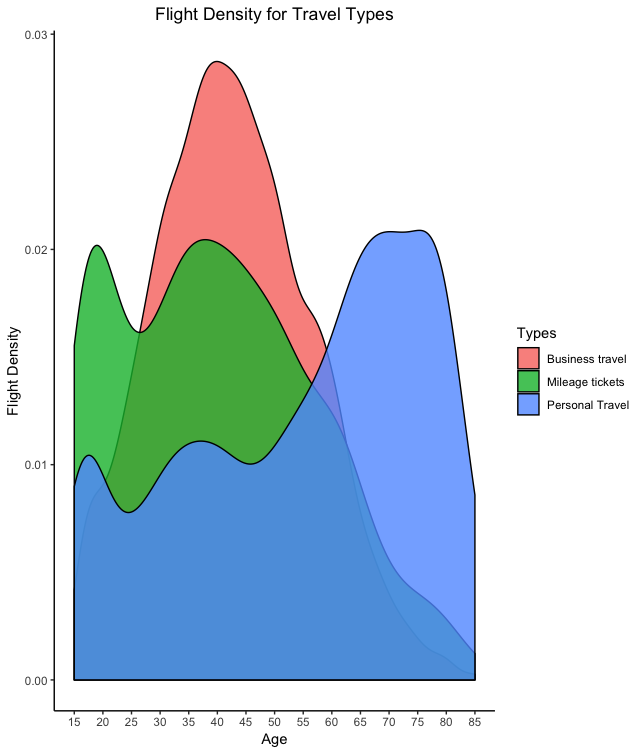 Flight Density for Travel Types
0.03
0.02
0.01
0.00
Flight Density
15 20 25 30 35 40 45 50 55 60 65 70 75 80 85
Age
Types
Business travel
Mileage tickets
Personal Travel